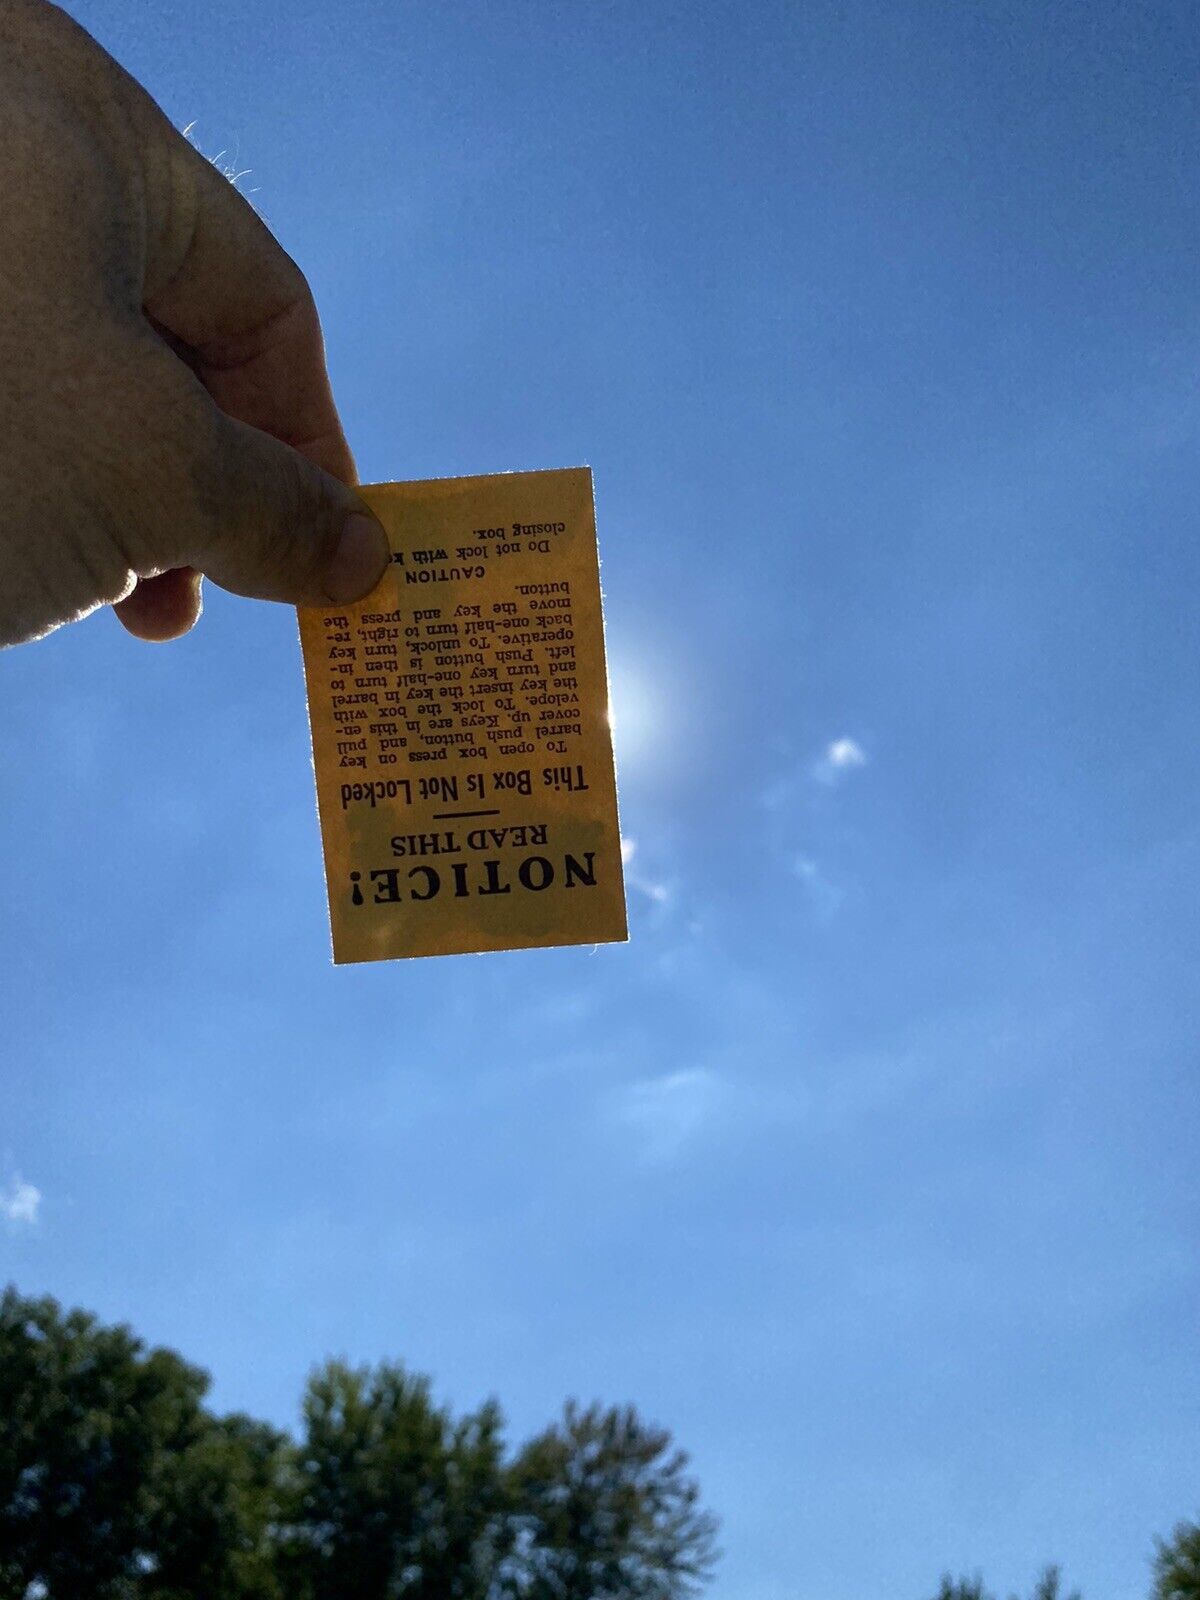 NOTICE!
READ THIS
This Box Is Not Locked
To open box press on key
barrel push button, and pull
cover up. Keys are in this en-
velope. To lock the box with
the key insert the key in barrel
and turn key one-half turn to
left. Push button is then in-
operative. To unlock, turn key
back one-half turn to right, re-
move the key and press the
button.
CAUTION
Do not lock with
closing box.